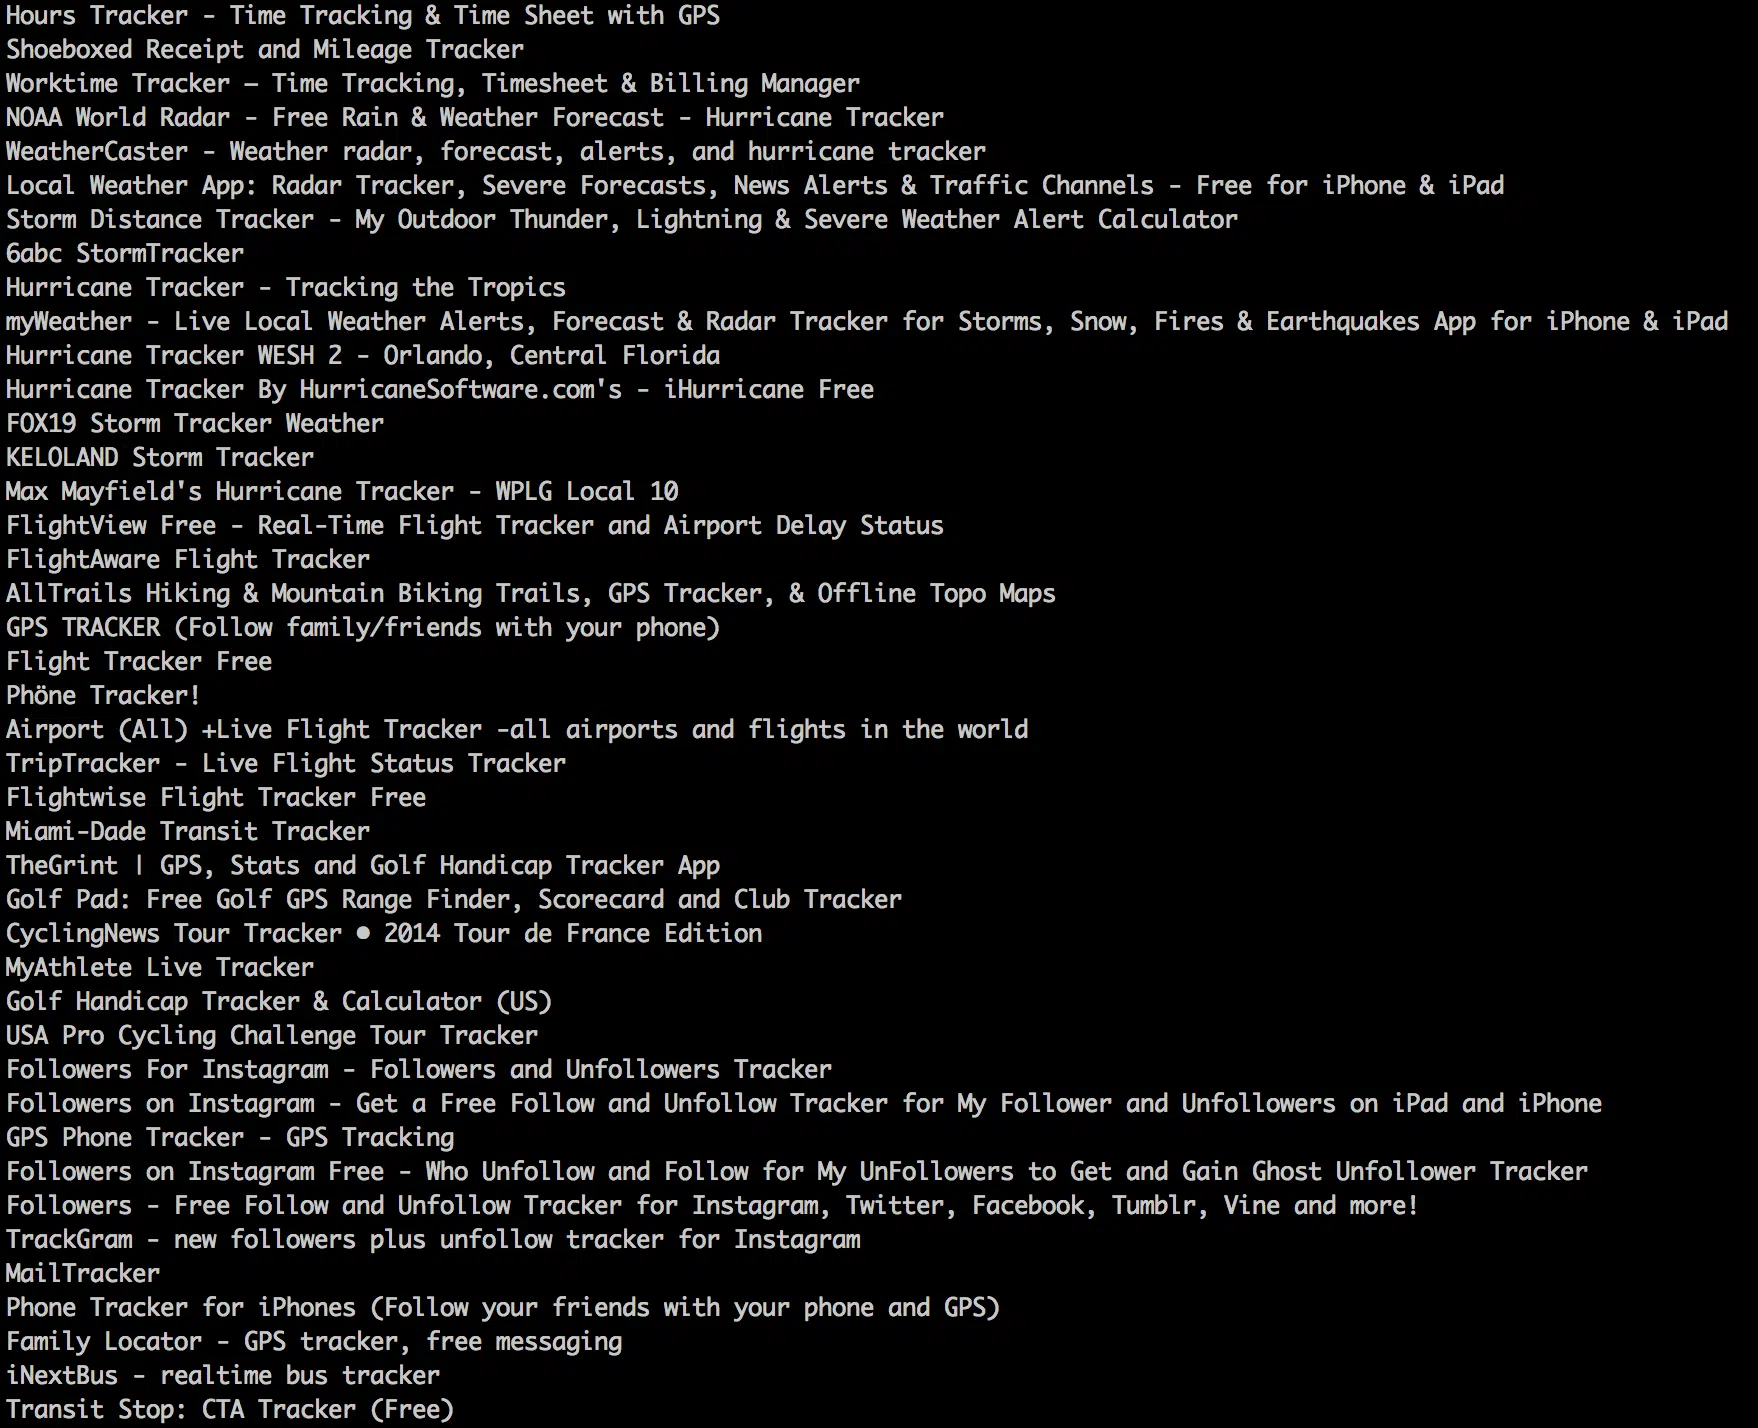 Hours Tracker - Time Tracking & Time Sheet with GPS
Shoeboxed Receipt and Mileage Tracker
Worktime Tracker – Time Tracking, Timesheet & Billing Manager
NOAA World Radar - Free Rain & Weather Forecast - Hurricane Tracker
WeatherCaster - Weather radar, forecast, alerts, and hurricane tracker
Local Weather App: Radar Tracker, Severe Forecasts, News Alerts & Traffic Channels - Free for iPhone & iPad
Storm Distance Tracker - My Outdoor Thunder, Lightning & Severe Weather Alert Calculator
6abc StormTracker
Hurricane Tracker - Tracking the Tropics
myWeather - Live Local Weather Alerts, Forecast & Radar Tracker for Storms, Snow, Fires & Earthquakes App for iPhone & iPad
Hurricane Tracker WESH 2 - Orlando, Central Florida
Hurricane Tracker By HurricaneSoftware.com's - iHurricane Free
FOX19 Storm Tracker Weather
KELOLAND Storm Tracker
Max Mayfield's Hurricane Tracker - WPLG Local 10
FlightView Free - Real-Time Flight Tracker and Airport Delay Status
FlightAware Flight Tracker
AllTrails Hiking & Mountain Biking Trails, GPS Tracker, & Offline Topo Maps
GPS TRACKER (Follow family/friends with your phone)
Flight Tracker Free
Phöne Tracker!
Airport (All) +Live Flight Tracker -all airports and flights in the world
TripTracker - Live Flight Status Tracker
Flightwise Flight Tracker Free
Miami-Dade Transit Tracker
TheGrint | GPS, Stats and Golf Handicap Tracker App
Golf Pad: Free Golf GPS Range Finder, Scorecard and Club Tracker
CyclingNews Tour Tracker ● 2014 Tour de France Edition
MyAthlete Live Tracker
Golf Handicap Tracker & Calculator (US)
USA Pro Cycling Challenge Tour Tracker
Followers For Instagram - Followers and Unfollowers Tracker
Followers on Instagram - Get a Free Follow and Unfollow Tracker for My Follower and Unfollowers on iPad and iPhone
GPS Phone Tracker - GPS Tracking
Followers on Instagram Free - Who Unfollow and Follow for My UnFollowers to Get and Gain Ghost Unfollower Tracker
Followers - Free Follow and Unfollow Tracker for Instagram, Twitter, Facebook, Tumblr, Vine and more!
TrackGram - new followers plus unfollow tracker for Instagram
MailTracker
Phone Tracker for iPhones (Follow your friends with your phone and GPS)
Family Locator - GPS tracker, free messaging
iNextBus - realtime bus tracker
Transit Stop: CTA Tracker (Free)